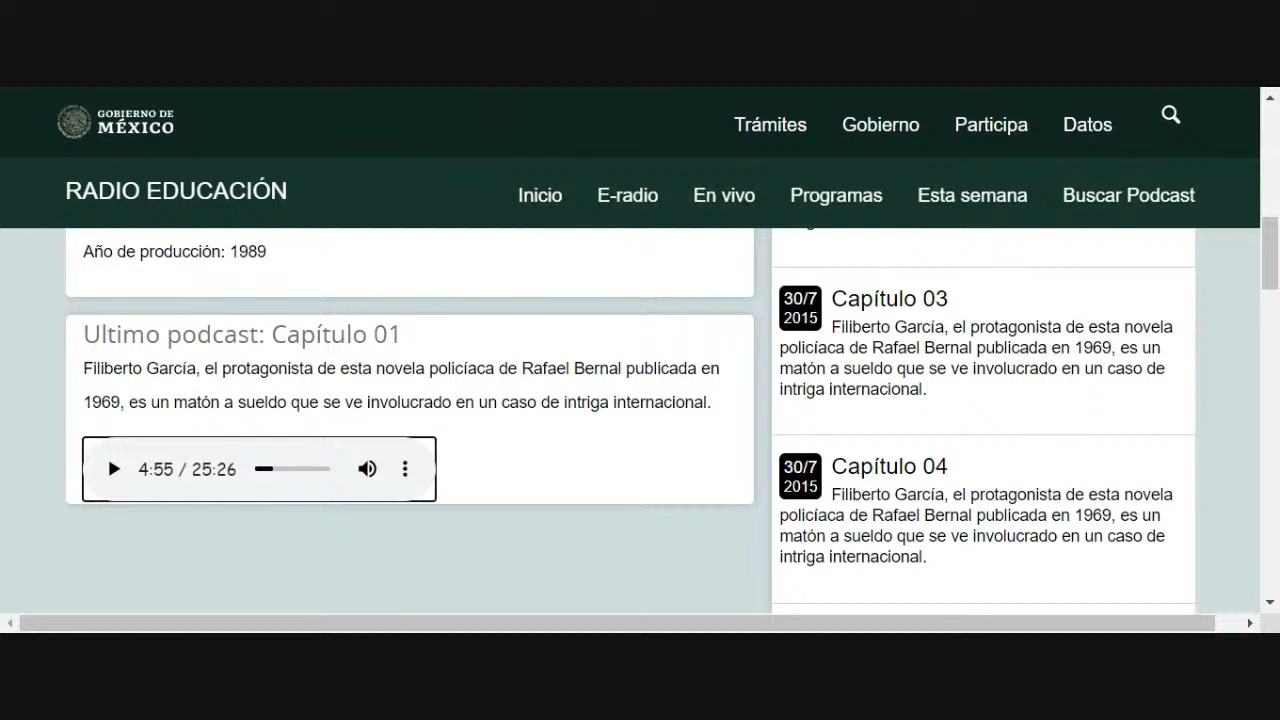 GOBIERNO DE
MÉXICO
Trámites Gobierno Participa Datos
RADIO EDUCACIÓN
Inicio E-radio En vivo Programas Esta semana Buscar Podcast
Año de producción: 1989
Ultimo podcast: Capítulo 01
Filiberto García, el protagonista de esta novela policíaca de Rafael Bernal publicada en
1969, es un matón a sueldo que se ve involucrado en un caso de intriga internacional.
4:55 / 25:26
30/7
2015
Capítulo 03
Filiberto García, el protagonista de esta novela
policíaca de Rafael Bernal publicada en 1969, es un
matón a sueldo que se ve involucrado en un caso de
intriga internacional.
30/7
2015
Capítulo 04
Filiberto García, el protagonista de esta novela
policíaca de Rafael Bernal publicada en 1969, es un
matón a sueldo que se ve involucrado en un caso de
intriga internacional.